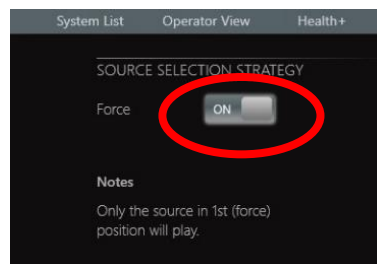 System List Operator View Health+
SOURCE SELECTION STRATEGY
Force ON
Notes
Only the source in 1st (force)
position will play.